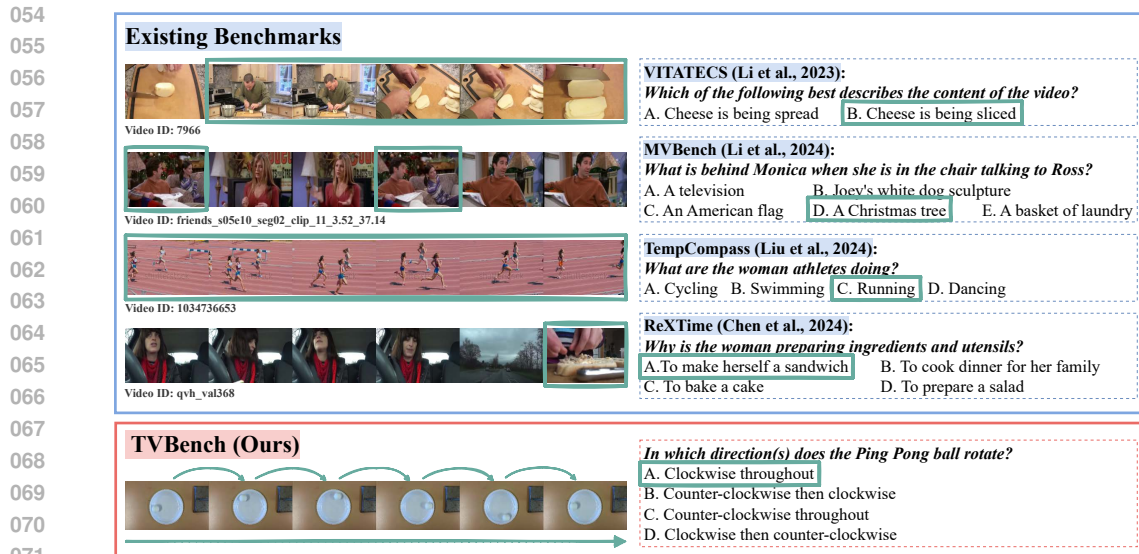 054
055
056
057
058
059
060
061
062
063
064
065
066
067
068
069
070
071
Existing Benchmarks
Video ID: 7966
VITATECS (Li et al., 2023):
Which of the following best describes the content of the video?
A. Cheese is being spread B. Cheese is being sliced
Video ID: friends_s05e10_seg02_clip_11_3.52_37.14
MVBench (Li et al., 2024):
What is behind Monica when she is in the chair talking to Ross?
A. A television B. Joey's white dog sculpture
C. An American flag D. A Christmas tree E. A basket of laundry
Video ID: 1034736653
TempCompass (Liu et al., 2024):
What are the woman athletes doing?
A. Cycling B. Swimming C. Running D. Dancing
Video ID: qvh_val368
ReXTime (Chen et al., 2024):
Why is the woman preparing ingredients and utensils?
A.To make herself a sandwich B. To cook dinner for her family
C. To bake a cake D. To prepare a salad
TVBench (Ours)
In which direction(s) does the Ping Pong ball rotate?
A. Clockwise throughout
B. Counter-clockwise then clockwise
C. Counter-clockwise throughout
D. Clockwise then counter-clockwise